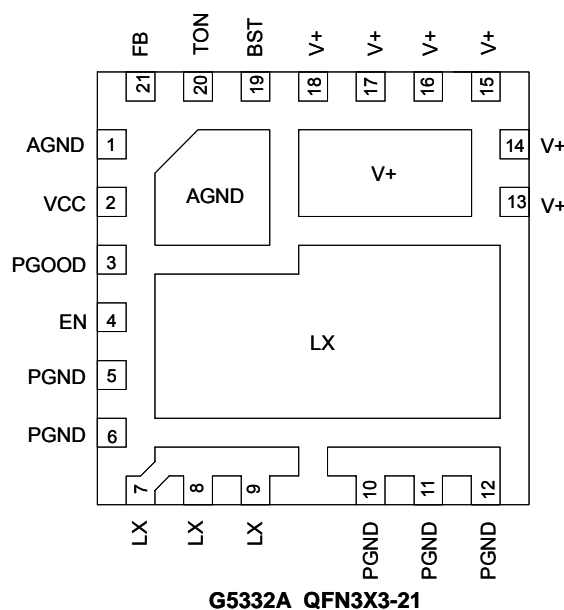 FB TON BST V+ V+ V+ V+
21 20 19 18 17 16 15
AGND 1 14 V+
AGND V+
VCC 2 13 V+
PGOOD 3
EN 4
LX
PGND 5
PGND 6
7 8 9 10 11 12
LX LX LX PGND PGND PGND
G5332A QFN3X3-21